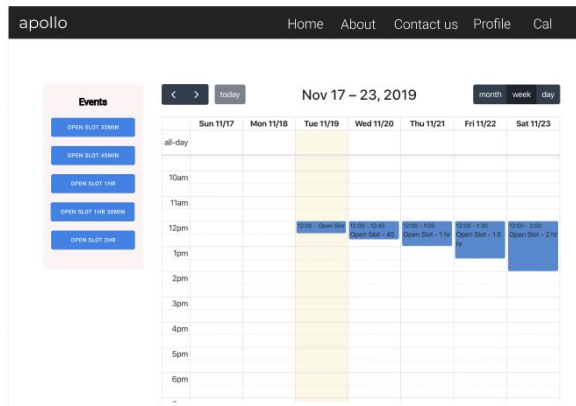 apollo
Home About Contact us Profile Cal
Events
OPEN SLOT 30MIN
OPEN SLOT 45MIN
OPEN SLOT 1HR
OPEN SLOT 1HR 30MIN
OPEN SLOT 2HR
today
Nov 17 – 23, 2019
month week day
Sun 11/17 Mon 11/18 Tue 11/19 Wed 11/20 Thu 11/21 Fri 11/22 Sat 11/23
all-day
10am
11am
12pm
12:00 - Open Slot
12:00 - 12:45
Open Slot - 45
12:00 - 1:00
Open Slot - 1 hr
12:00 - 1:30
Open Slot - 1.5
hr
12:00 - 2:00
Open Slot - 2 hr
1pm
2pm
3pm
4pm
5pm
6pm